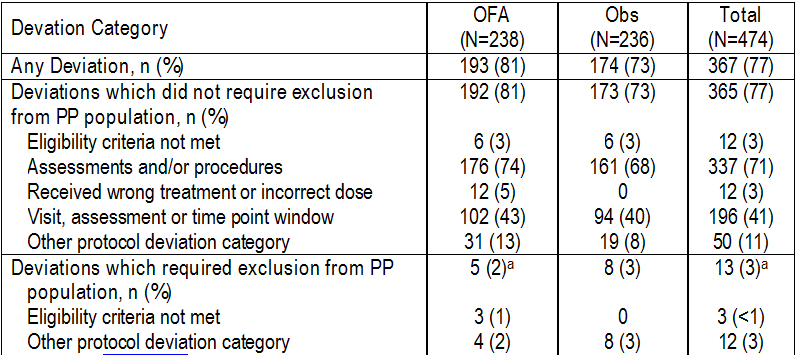 Devation Category OFA (N=238) Obs (N=236) Total (N=474)
Any Deviation, n (%) 193 (81) 174 (73) 367 (77)
Deviations which did not require exclusion 192 (81) 173 (73) 365 (77)
from PP population, n (%)
Eligibility criteria not met 6 (3) 6 (3) 12 (3)
Assessments and/or procedures 176 (74) 161 (68) 337 (71)
Received wrong treatment or incorrect dose 12 (5) 0 12 (3)
Visit, assessment or time point window 102 (43) 94 (40) 196 (41)
Other protocol deviation category 31 (13) 19 (8) 50 (11)
Deviations which required exclusion from PP 5 (2)ª 8 (3) 13 (3)ª
population, n (%)
Eligibility criteria not met 3 (1) 0 3 (<1)
Other protocol deviation category 4 (2) 8 (3) 12 (3)